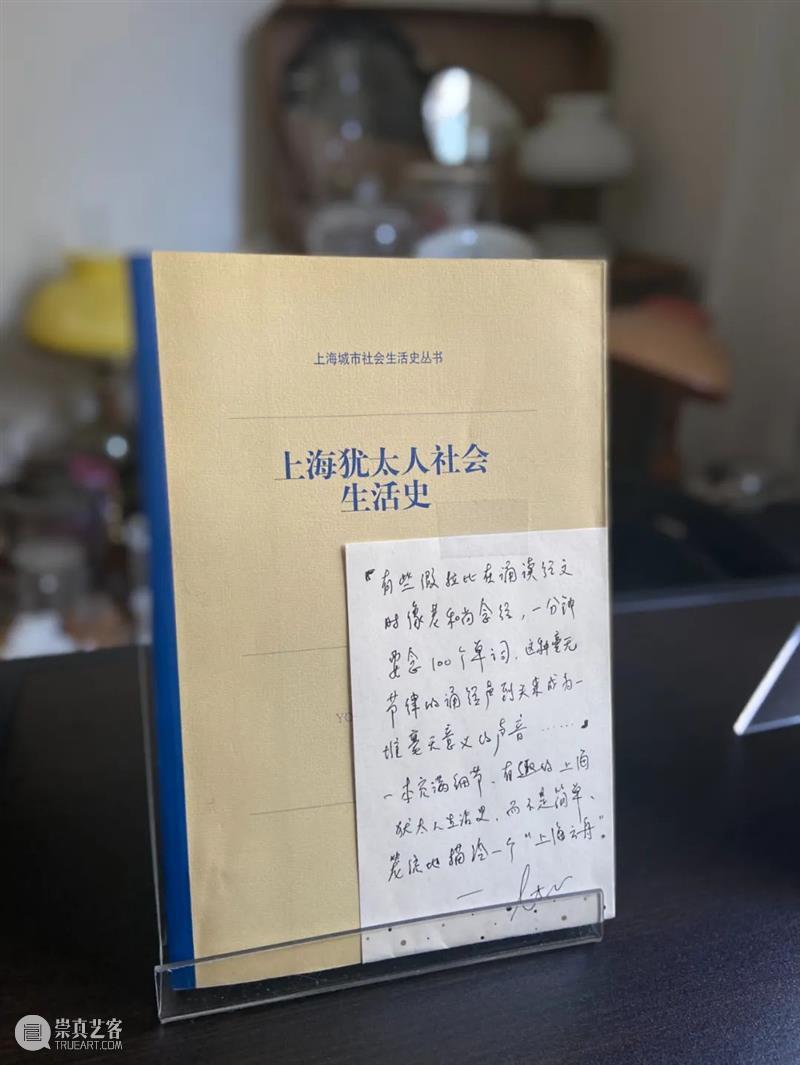 上海城市社会生活史丛书
上海犹太人社会
生活史
YO
「有些假拉比在诵读经文
时像老和尚念经，一分钟
要念100个单词，这种毫无
节律的诵经声到头来成为一
堆毫无意义的声音……」
一本充满细节、有趣的上海
犹太人生活史，而不是简单、
笼统地描绘一个“上海方舟”。
——
崇真艺客
TRUEART.COM